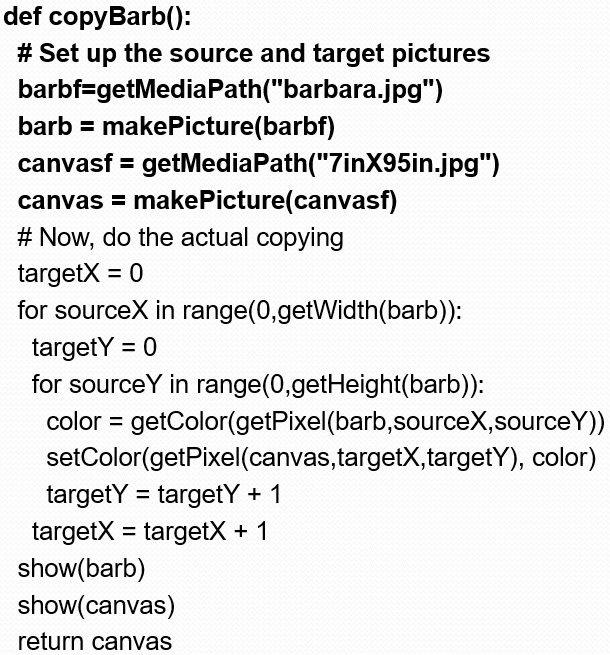 def copyBarb():
# Set up the source and target pictures
barbf=getMediaPath("barbara.jpg")
barb = makePicture(barbf)
canvasf = getMediaPath("7inX95in.jpg")
canvas = makePicture(canvasf)
# Now, do the actual copying
targetX = 0
for sourceX in range(0,getWidth(barb)):
targetY = 0
for sourceY in range(0,getHeight(barb)):
color = getColor(getPixel(barb,sourceX,sourceY))
setColor(getPixel(canvas,targetX,targetY), color)
targetY = targetY + 1
targetX = targetX + 1
show(barb)
show(canvas)
return canvas